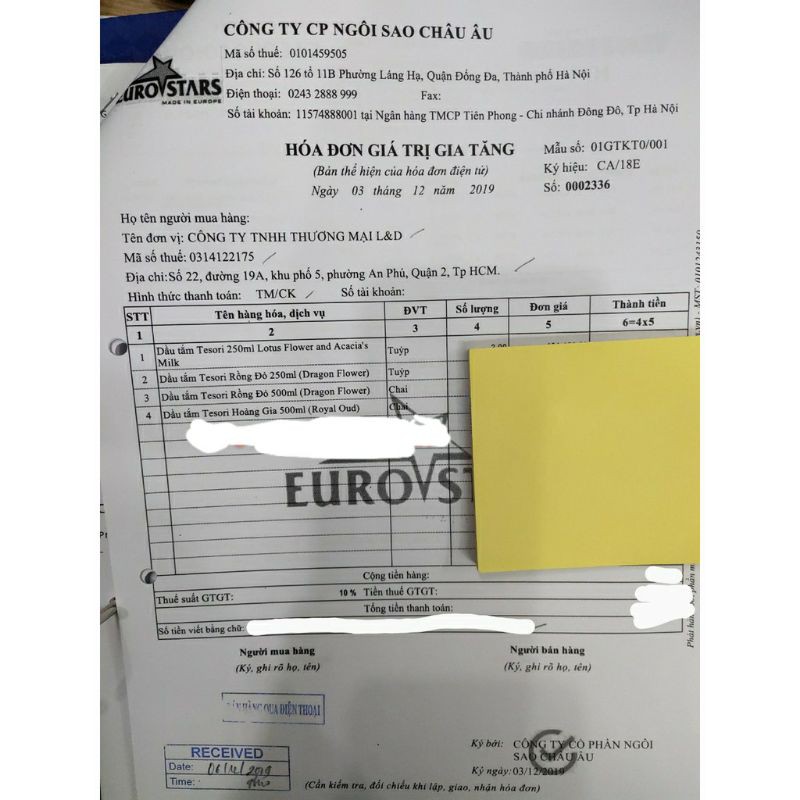 CÔNG TY CP NGÔI SAO CHÂU ÂU
Mã số thuế: 0101459505
Địa chỉ: Số 126 tổ 11B Phường Láng Hạ, Quận Đống Đa, Thành phố Hà Nội
Điện thoại: 0243 2888 999 Fax:
Số tài khoản: 11574888001 tại Ngân hàng TMCP Tiên Phong - Chi nhánh Đông Đô, Tp Hà Nội
EUROSTARS
MADE IN EUROPE
HÓA ĐƠN GIÁ TRỊ GIA TĂNG
(Bản thể hiện của hóa đơn điện tử)
Ngày 03 tháng 12 năm 2019
Mẫu số: 01GTKT0/001
Ký hiệu: CA/18E
Số: 0002336
Họ tên người mua hàng:
Tên đơn vị: CÔNG TY TNHH THƯƠNG MẠI L&D
Mã số thuế: 0314122175
Địa chỉ: Số 22, đường 19A, khu phố 5, phường An Phú, Quận 2, Tp HCM.
Hình thức thanh toán: TM/CK Số tài khoản:
STT Tên hàng hóa, dịch vụ ĐVT Số lượng Đơn giá Thành tiền
1 2 3 4 5 6=4x5
1 Dầu tắm Tesori 250ml Lotus Flower and Acacia's Milk Tuýp
2 Dầu tắm Tesori Rồng Đỏ 250ml (Dragon Flower) Tuýp
3 Dầu tắm Tesori Rồng Đỏ 500ml (Dragon Flower) Chai
4 Dầu tắm Tesori Hoàng Gia 500ml (Royal Oud) Chai
EUROST
Cộng tiền hàng:
Thuế suất GTGT: 10 % Tiền thuế GTGT:
Tổng tiền thanh toán:
Số tiền viết bằng chữ:
Người mua hàng Người bán hàng
(Ký, ghi rõ họ, tên) (Ký, ghi rõ họ, tên)
BÁN HÀNG QUA ĐIỆN THOẠI
RECEIVED
Date:
Time:
Ký bởi: CÔNG TY CỔ PHẦN NGÔI SAO CHÂU ÂU
Ký ngày: 03/12/2019
(Cần kiểm tra, đối chiếu khi lập, giao, nhận hóa đơn)